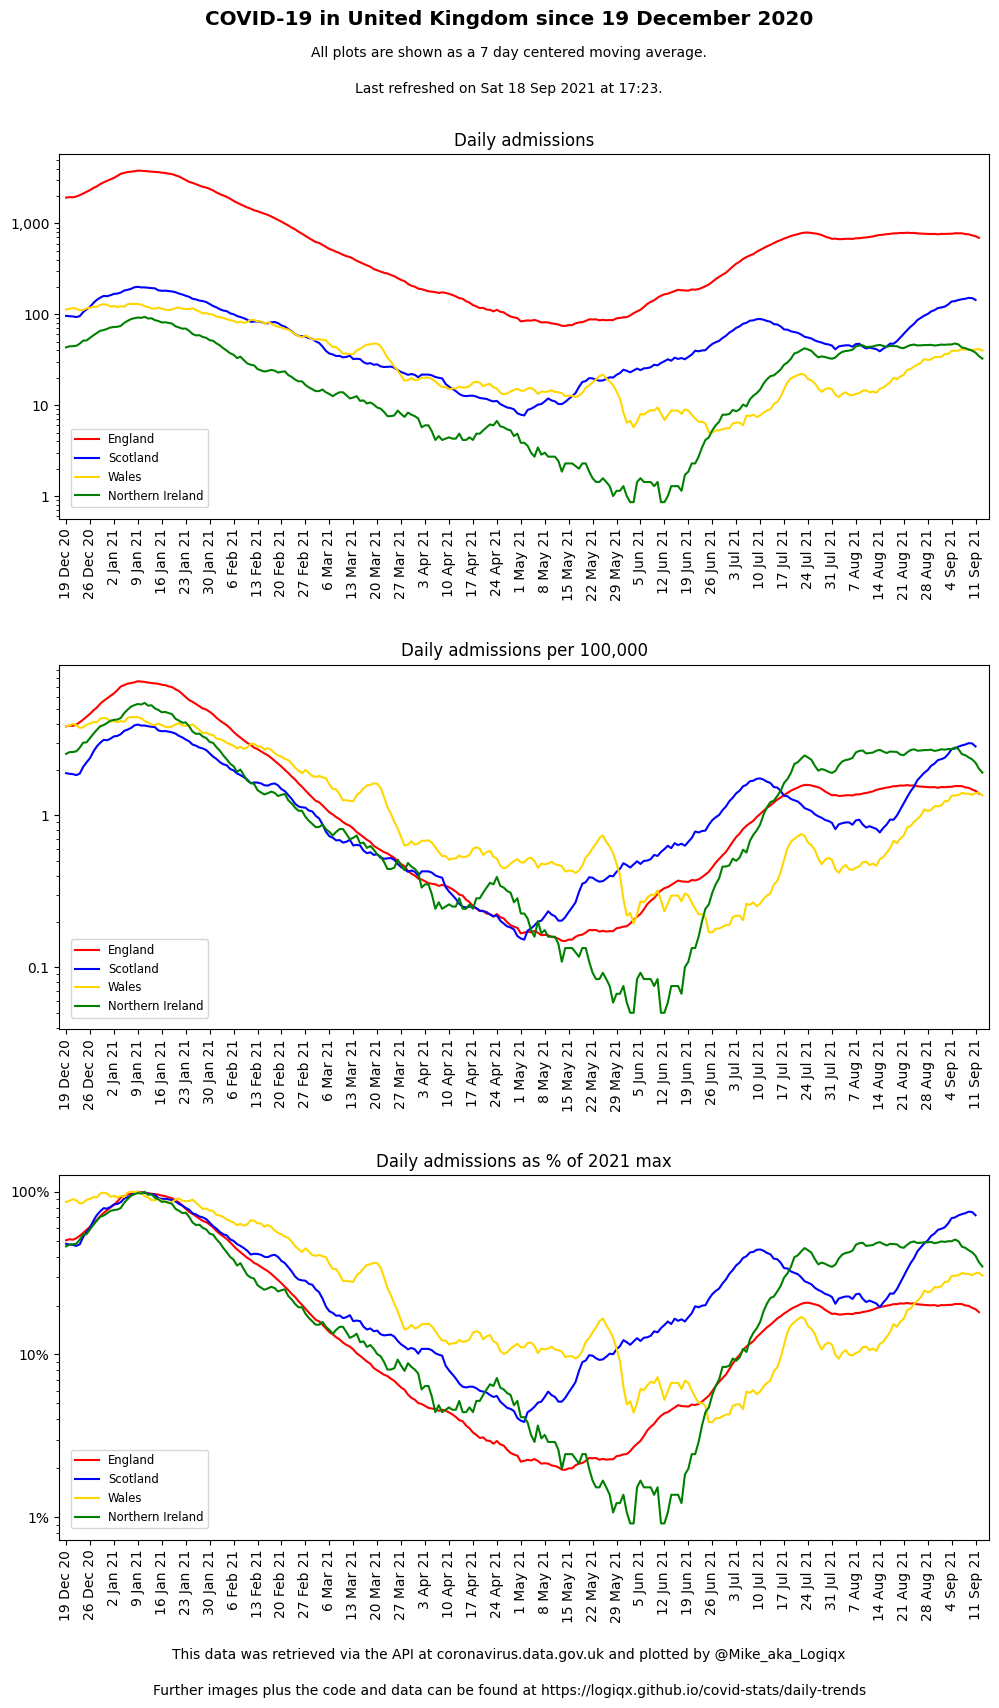 COVID-19 in United Kingdom since 19 December 2020
All plots are shown as a 7 day centered moving average.
Last refreshed on Sat 18 Sep 2021 at 17:23.
Daily admissions
1,000
100
10
1
England
Scotland
Wales
Northern Ireland
19 Dec 20
26 Dec 20
2 Jan 21
9 Jan 21
16 Jan 21
23 Jan 21
30 Jan 21
6 Feb 21
13 Feb 21
20 Feb 21
27 Feb 21
6 Mar 21
13 Mar 21
20 Mar 21
27 Mar 21
3 Apr 21
10 Apr 21
17 Apr 21
24 Apr 21
1 May 21
8 May 21
15 May 21
22 May 21
29 May 21
5 Jun 21
12 Jun 21
19 Jun 21
26 Jun 21
3 Jul 21
10 Jul 21
17 Jul 21
24 Jul 21
31 Jul 21
7 Aug 21
14 Aug 21
21 Aug 21
28 Aug 21
4 Sep 21
11 Sep 21
Daily admissions per 100,000
1
0.1
England
Scotland
Wales
Northern Ireland
19 Dec 20
26 Dec 20
2 Jan 21
9 Jan 21
16 Jan 21
23 Jan 21
30 Jan 21
6 Feb 21
13 Feb 21
20 Feb 21
27 Feb 21
6 Mar 21
13 Mar 21
20 Mar 21
27 Mar 21
3 Apr 21
10 Apr 21
17 Apr 21
24 Apr 21
1 May 21
8 May 21
15 May 21
22 May 21
29 May 21
5 Jun 21
12 Jun 21
19 Jun 21
26 Jun 21
3 Jul 21
10 Jul 21
17 Jul 21
24 Jul 21
31 Jul 21
7 Aug 21
14 Aug 21
21 Aug 21
28 Aug 21
4 Sep 21
11 Sep 21
Daily admissions as % of 2021 max
100%
10%
1%
England
Scotland
Wales
Northern Ireland
19 Dec 20
26 Dec 20
2 Jan 21
9 Jan 21
16 Jan 21
23 Jan 21
30 Jan 21
6 Feb 21
13 Feb 21
20 Feb 21
27 Feb 21
6 Mar 21
13 Mar 21
20 Mar 21
27 Mar 21
3 Apr 21
10 Apr 21
17 Apr 21
24 Apr 21
1 May 21
8 May 21
15 May 21
22 May 21
29 May 21
5 Jun 21
12 Jun 21
19 Jun 21
26 Jun 21
3 Jul 21
10 Jul 21
17 Jul 21
24 Jul 21
31 Jul 21
7 Aug 21
14 Aug 21
21 Aug 21
28 Aug 21
4 Sep 21
11 Sep 21
This data was retrieved via the API at coronavirus.data.gov.uk and plotted by @Mike_aka_Logiqx
Further images plus the code and data can be found at https://logiqx.github.io/covid-stats/daily-trends